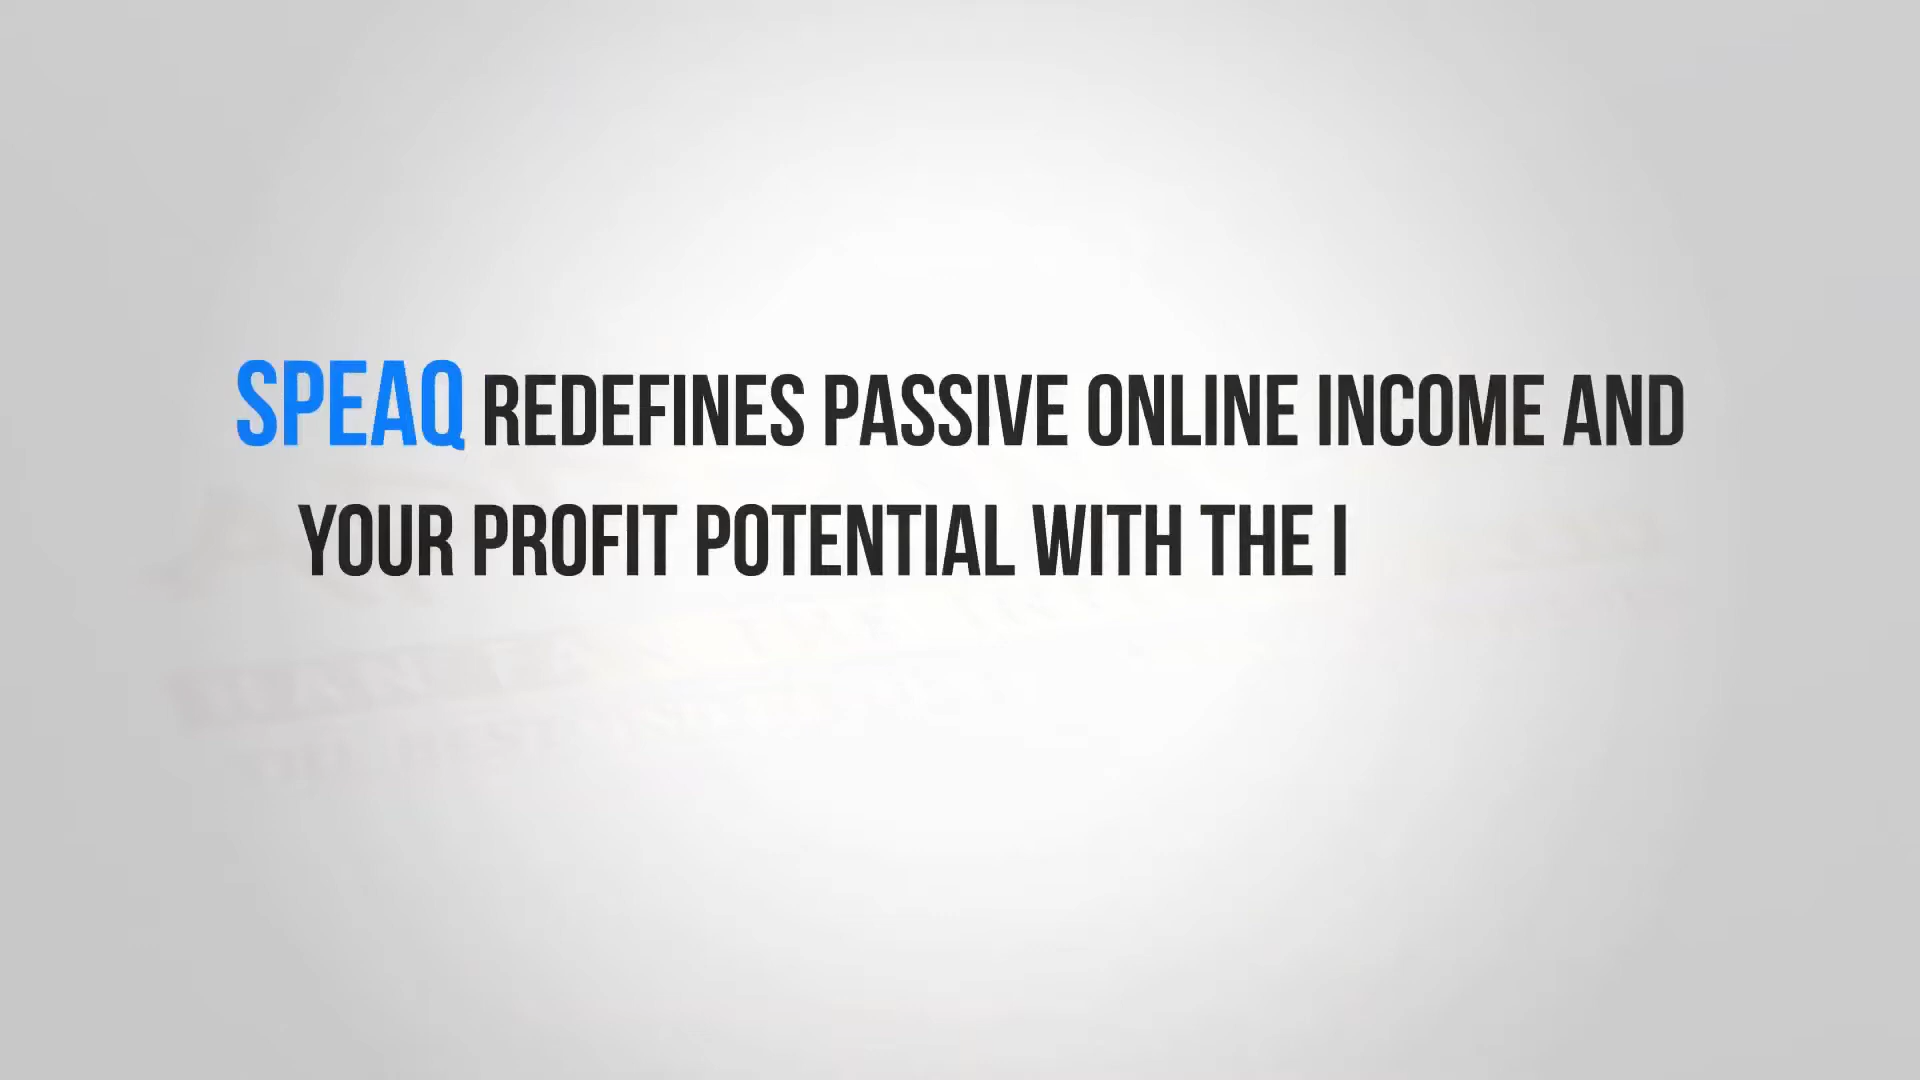 SPEAQ REDEFINES PASSIVE ONLINE INCOME AND
YOUR PROFIT POTENTIAL WITH THE I